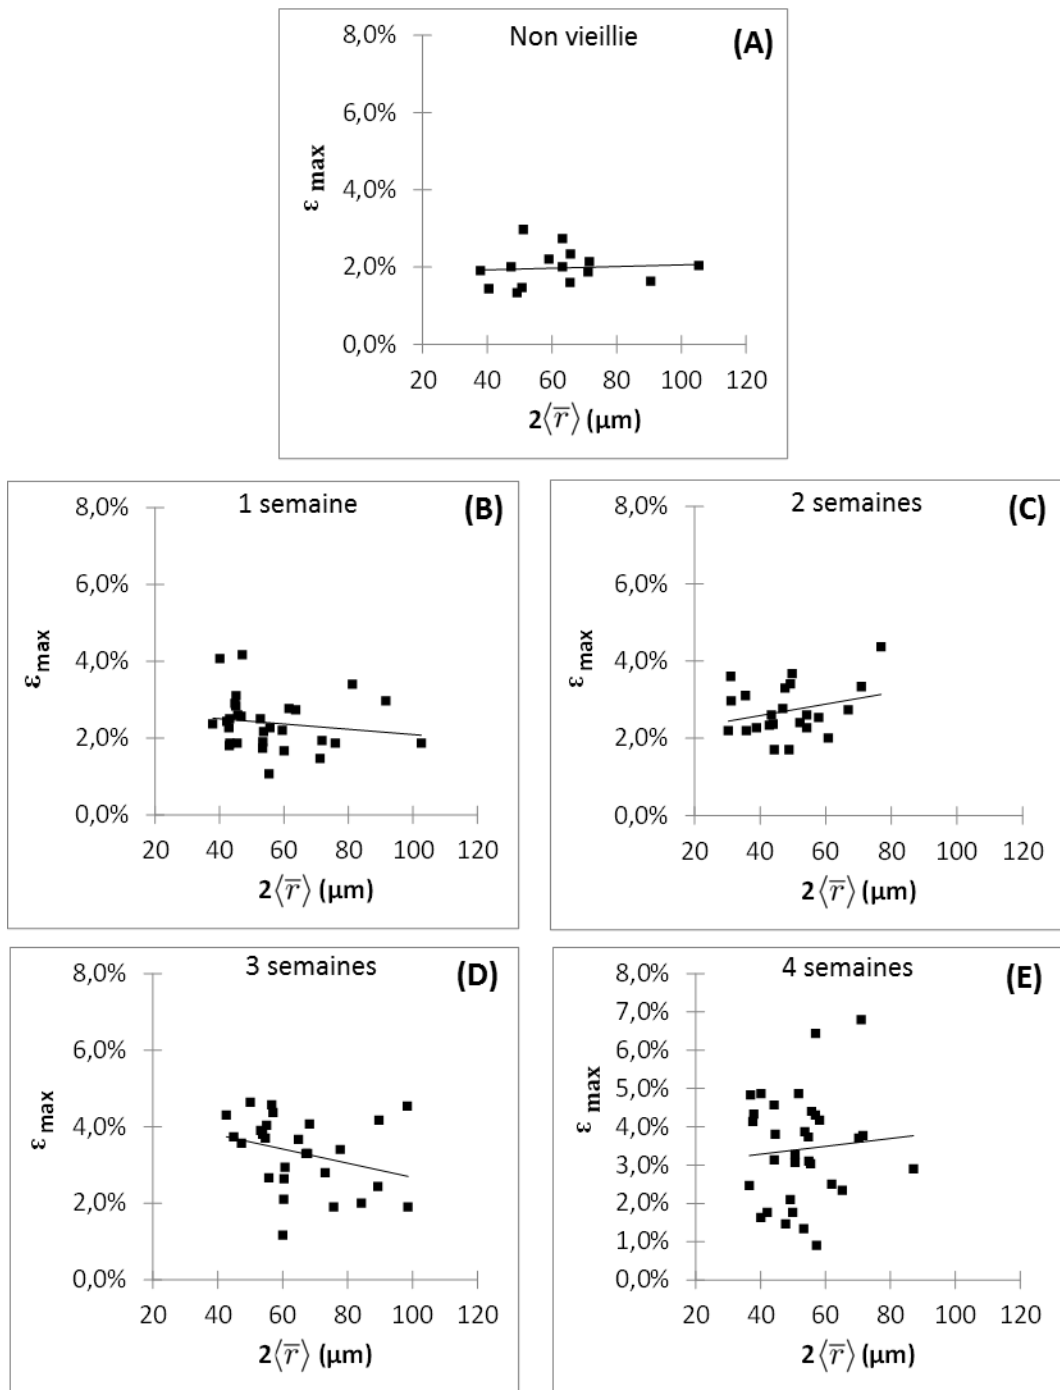 Non vieillie
(A)
8,0%
6,0%
4,0%
2,0%
0,0%
ε max
20 40 60 80 100 120
2⟨r̅⟩ (µm)
1 semaine
(B)
8,0%
6,0%
4,0%
2,0%
0,0%
εmax
20 40 60 80 100 120
2⟨r̅⟩ (µm)
2 semaines
(C)
8,0%
6,0%
4,0%
2,0%
0,0%
εmax
20 40 60 80 100 120
2⟨r̅⟩ (µm)
3 semaines
(D)
8,0%
6,0%
4,0%
2,0%
0,0%
εmax
20 40 60 80 100 120
2⟨r̅⟩ (µm)
4 semaines
(E)
8,0%
7,0%
6,0%
5,0%
4,0%
3,0%
2,0%
1,0%
0,0%
ε max
20 40 60 80 100 120
2⟨r̅⟩ (µm)